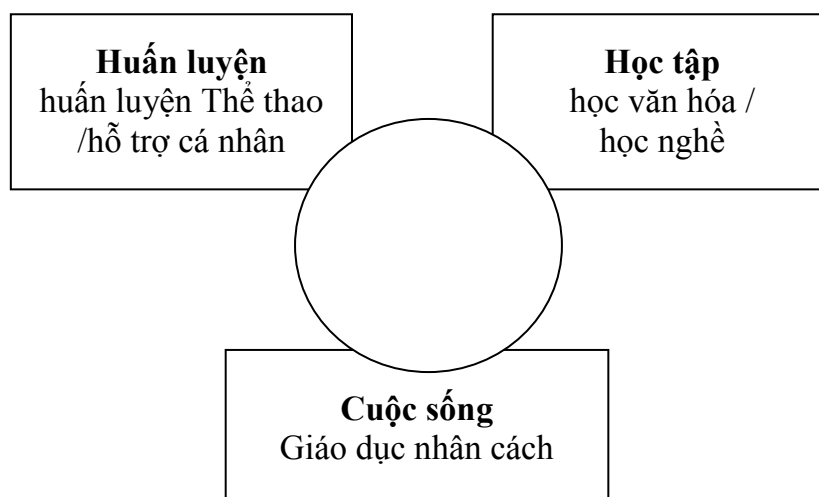 Huấn luyện
huấn luyện Thể thao
/hỗ trợ cá nhân
Học tập
học văn hóa /
học nghề
Cuộc sống
Giáo dục nhân cách